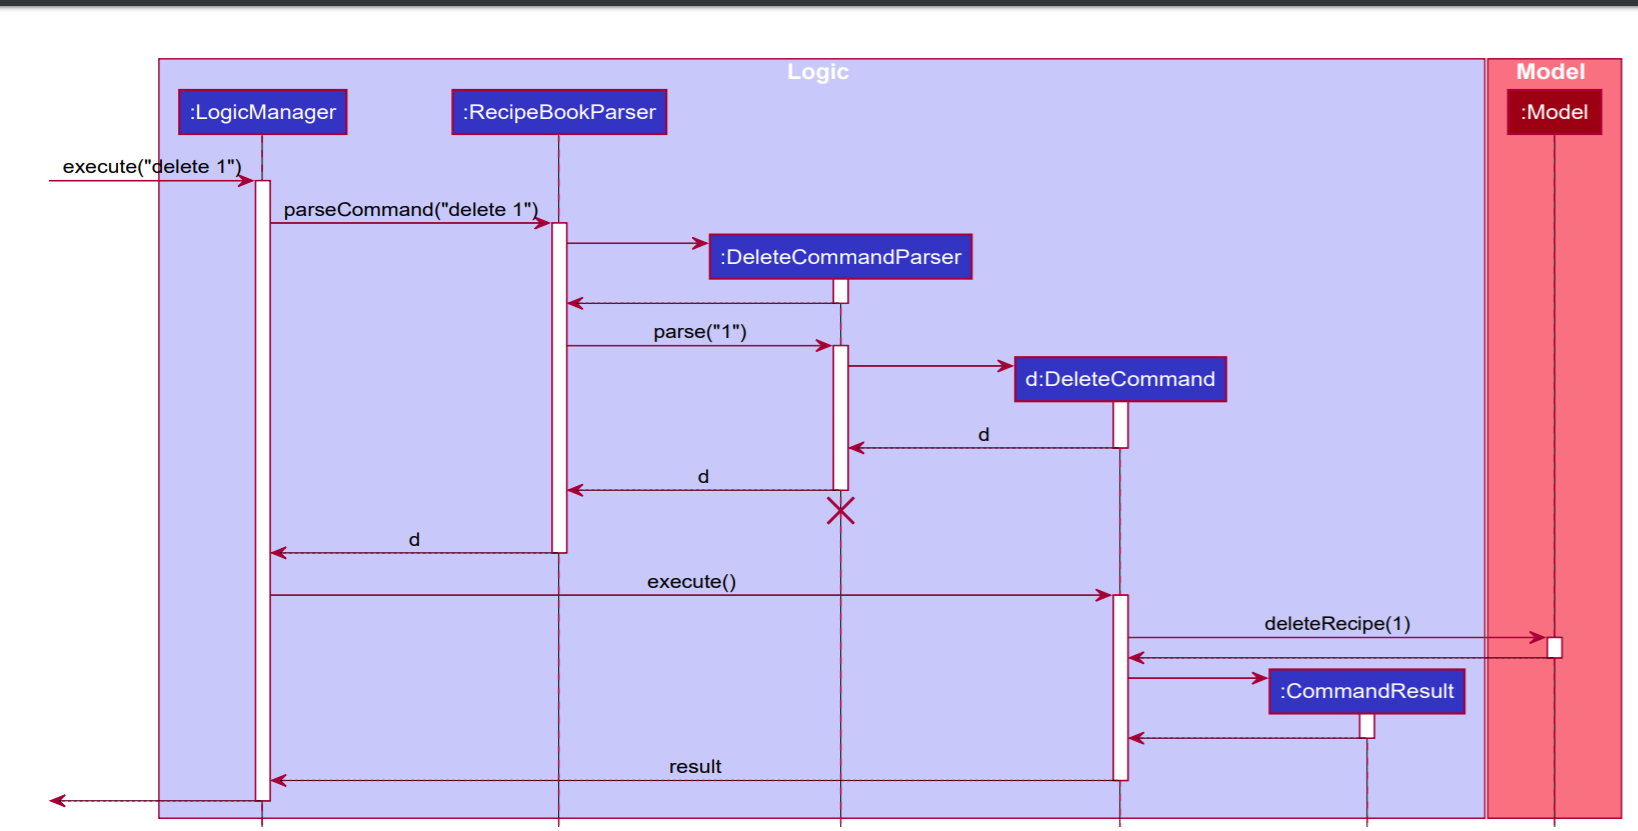 Logic
Model
:LogicManager
:RecipeBookParser
:Model
execute("delete 1")
parseCommand("delete 1")
:DeleteCommandParser
parse("1")
d:DeleteCommand
d
d
d
execute()
deleteRecipe(1)
:CommandResult
result